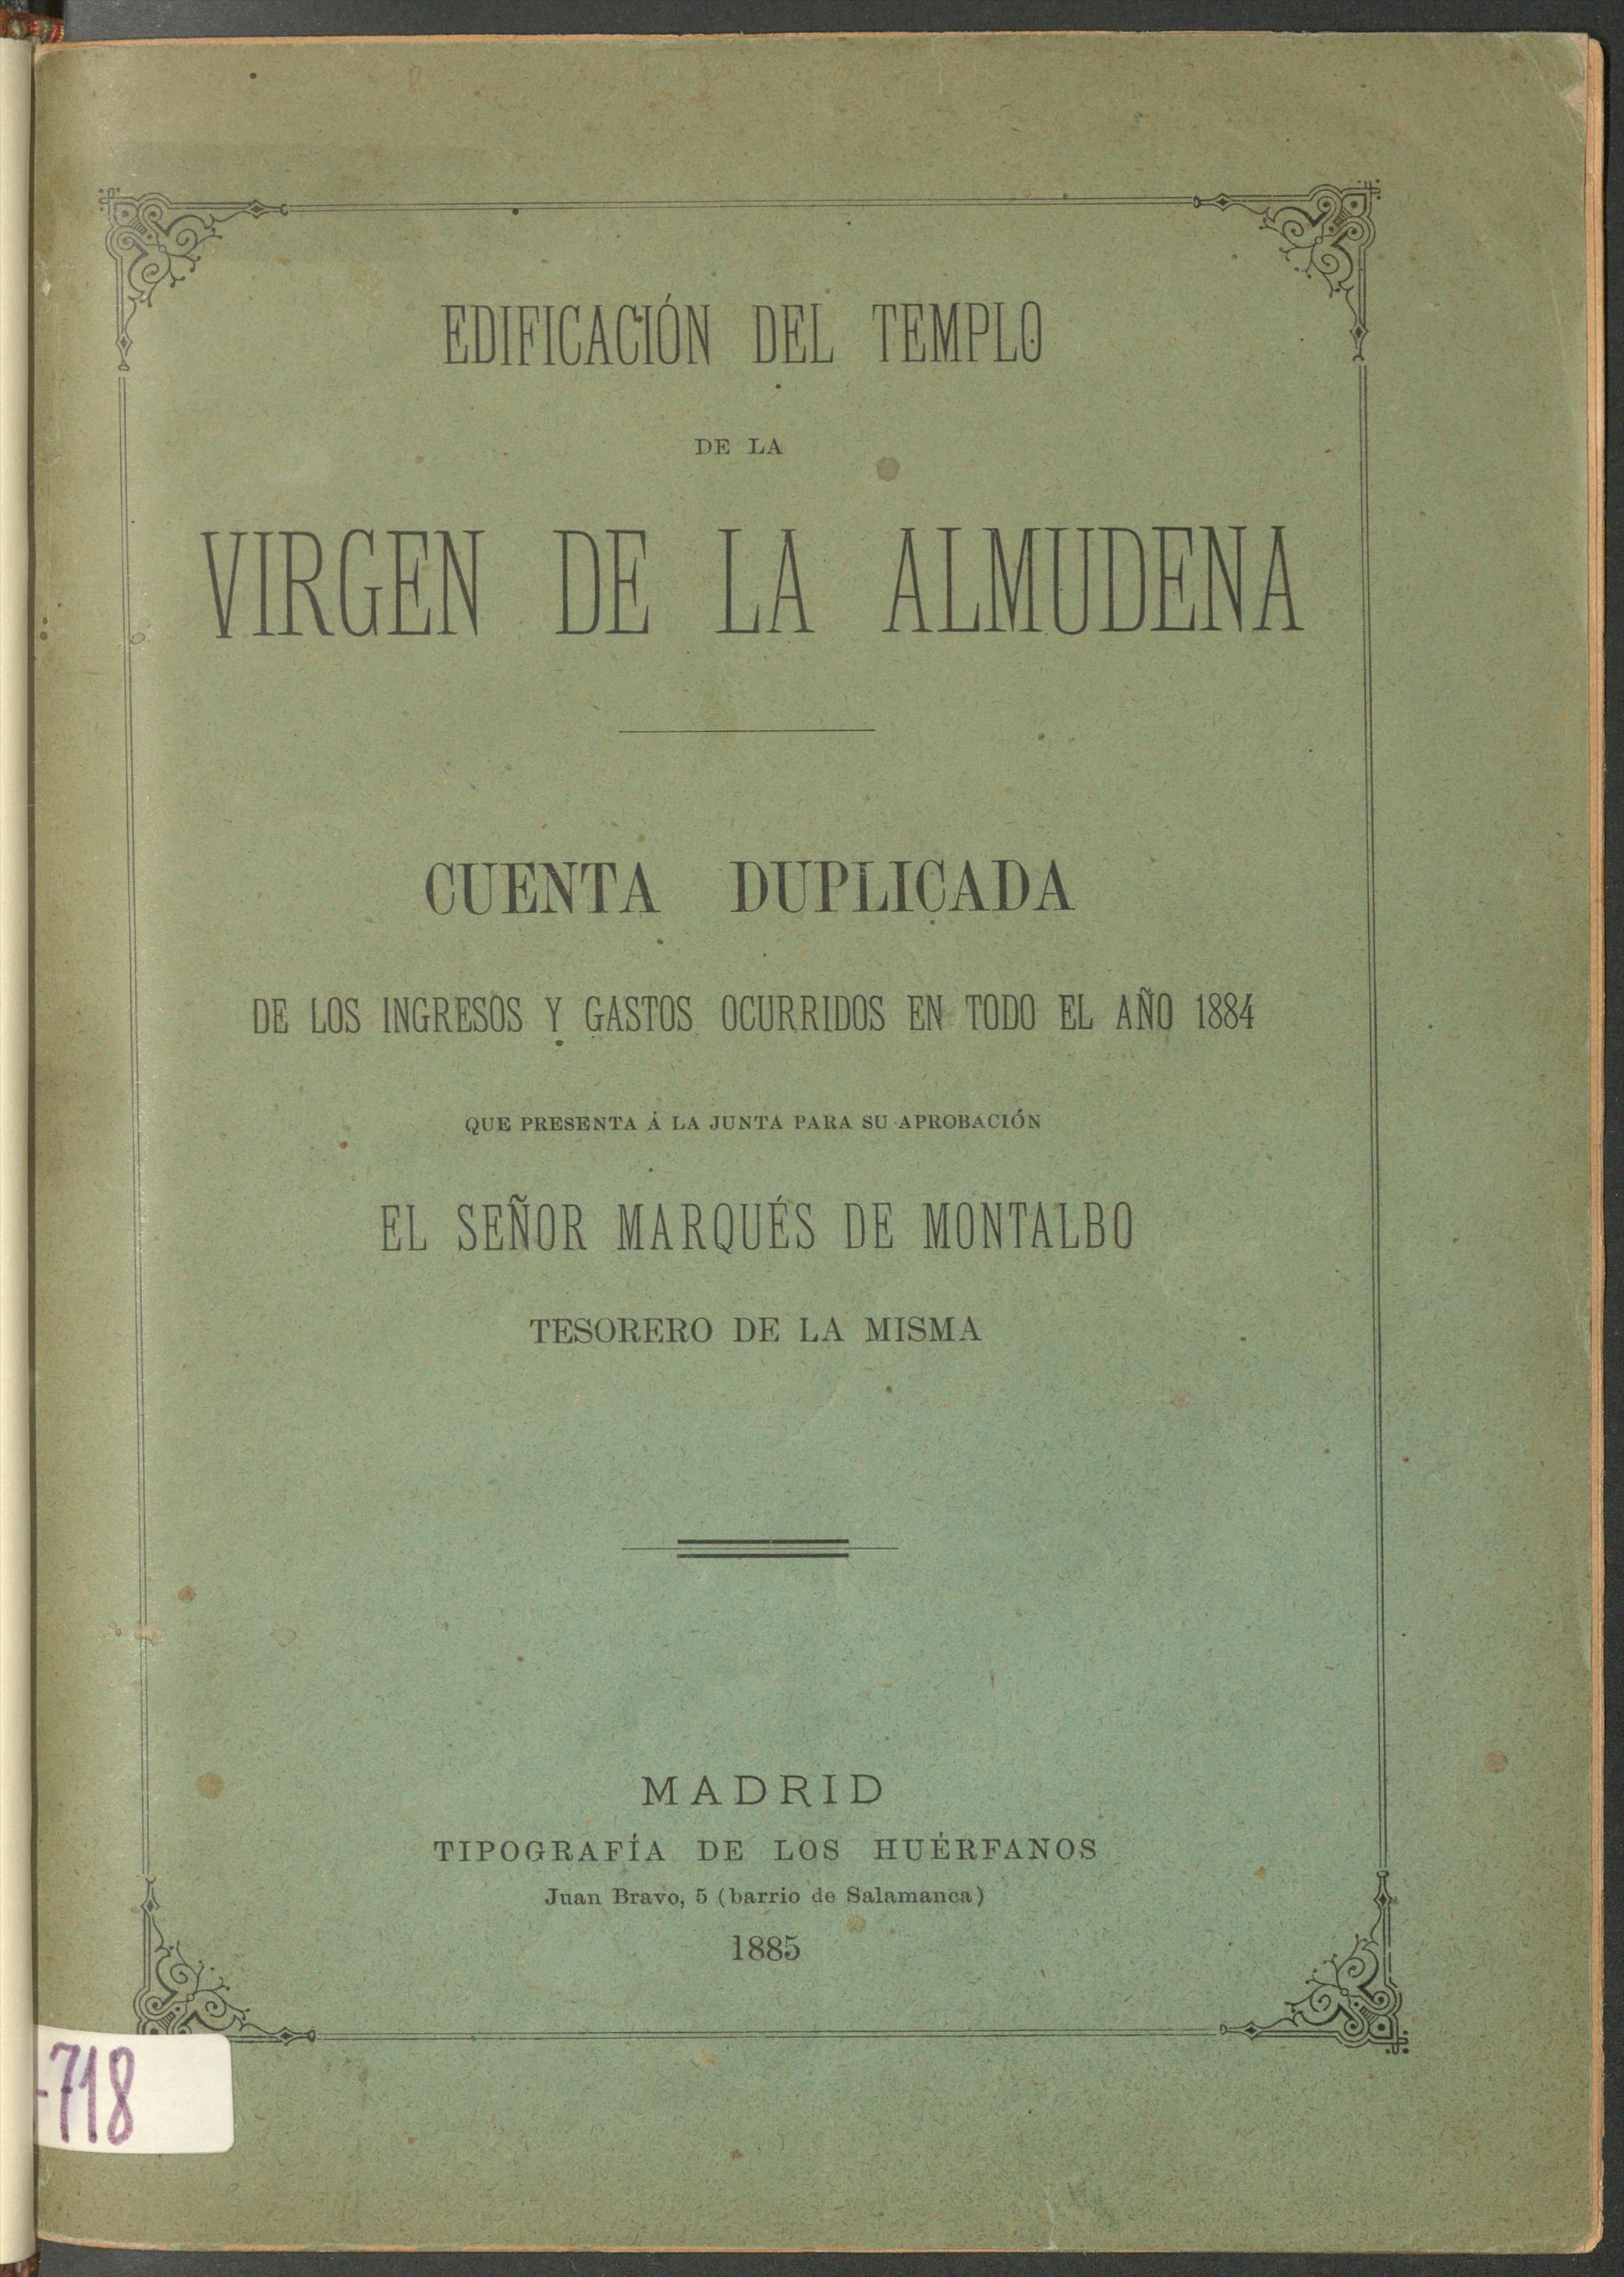 EDIFICACIÓN DEL TEMPLO
DE LA
VIRGEN DE LA ALMUDENA
CUENTA DUPLICADA
DE LOS INGRESOS Y GASTOS OCURRIDOS EN TODO EL AÑO 1884
QUE PRESENTA Á LA JUNTA PARA SU APROBACIÓN
EL SEÑOR MARQUÉS DE MONTALBO
TESORERO DE LA MISMA
MADRID
TIPOGRAFÍA DE LOS HUÉRFANOS
Juan Bravo, 5 (barrio de Salamanca)
1885
-718